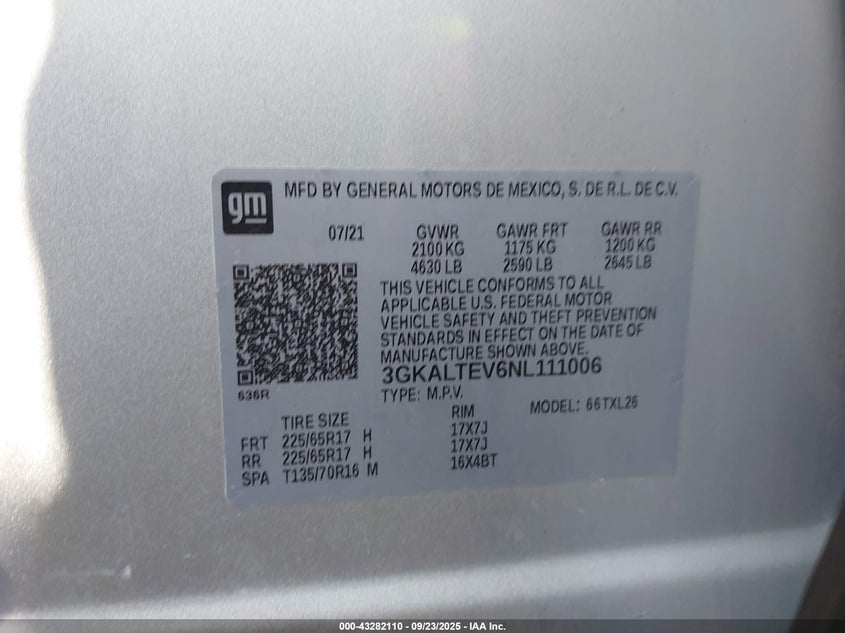 gm
MFD BY GENERAL MOTORS DE MEXICO, S. DE R.L. DE C.V.
07/21 GVWR GAWR FRT GAWR RR
2100 KG 1175 KG 1200 KG
4630 LB 2590 LB 2645 LB
THIS VEHICLE CONFORMS TO ALL
APPLICABLE U.S. FEDERAL MOTOR
VEHICLE SAFETY AND THEFT PREVENTION
STANDARDS IN EFFECT ON THE DATE OF
MANUFACTURE SHOWN ABOVE.
3GKALTEV6NL111006
636R
TYPE: M.P.V. MODEL: 66TXL26
TIRE SIZE RIM
FRT 225/65R17 H 17X7J
RR 225/65R17 H 17X7J
SPA T135/70R16 M 16X4BT
000-43282110 - 09/23/2025 - IAA Inc.